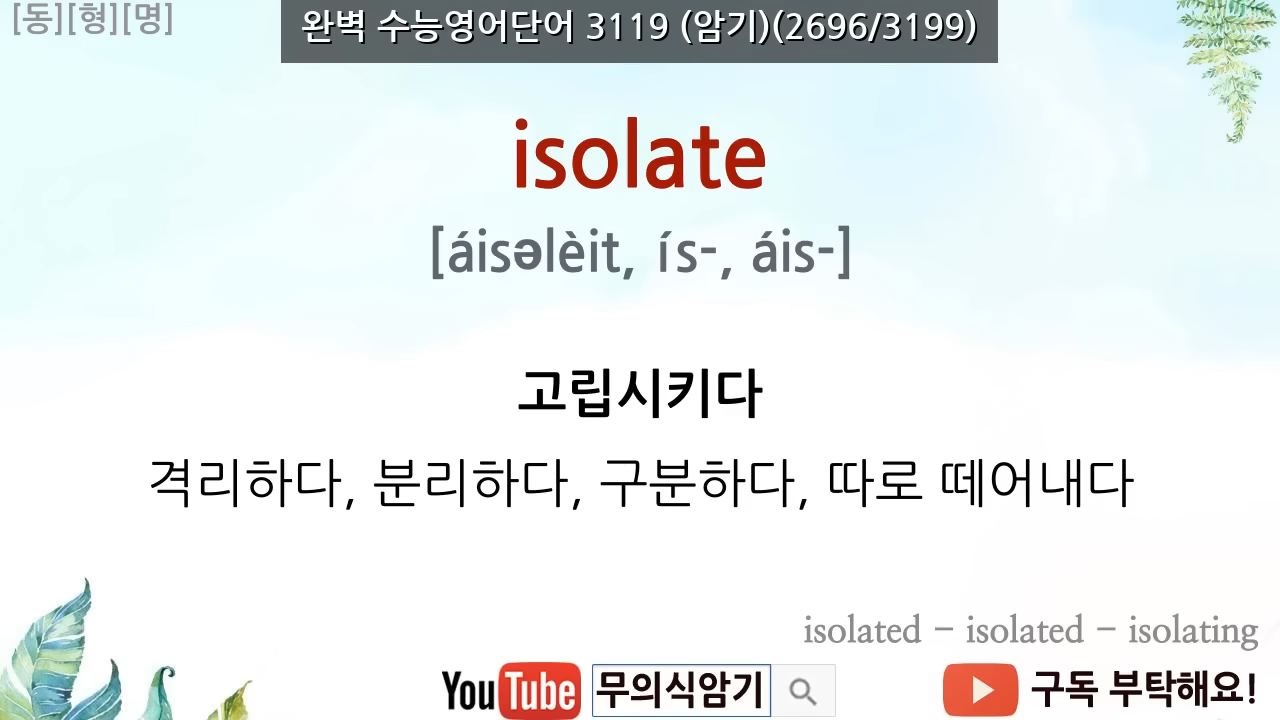 [동][형][명]
완벽 수능영어단어 3119 (암기)(2696/3199)
isolate
[áisəlèit, ís-, áis-]
고립시키다
격리하다, 분리하다, 구분하다, 따로 떼어내다
isolated - isolated - isolating
YouTube 무의식암기
구독 부탁해요!